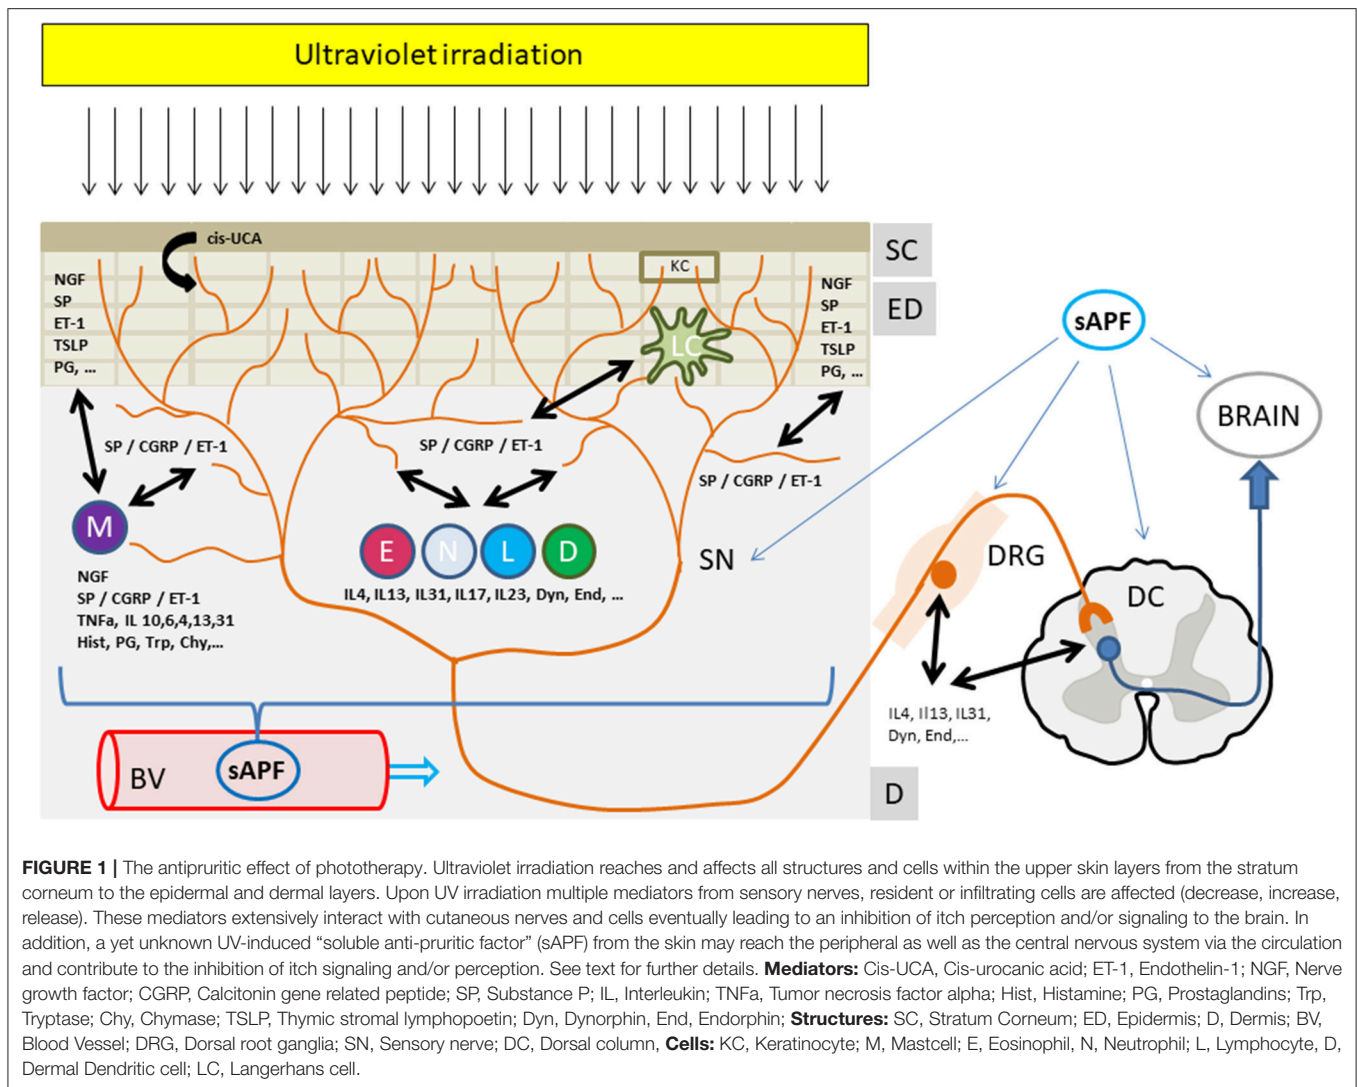 Ultraviolet irradiation
cis-UCA
KC
SC
NGF
SP
ET-1
TSLP
PG, ...
LC
NGF
SP
ET-1
TSLP
PG, ...
ED
sAPF
BRAIN
SP / CGRP / ET-1
SP / CGRP / ET-1
SP / CGRP / ET-1
M
E
N
L
D
SN
DRG
DC
NGF
SP / CGRP / ET-1
TNFa, IL 10,6,4,13,31
Hist, PG, Trp, Chy,...
IL4, IL13, IL31, IL17, IL23, Dyn, End, ...
IL4, Il13, IL31,
Dyn, End,...
BV
sAPF
D
FIGURE 1 | The antipruritic effect of phototherapy. Ultraviolet irradiation reaches and affects all structures and cells within the upper skin layers from the stratum
corneum to the epidermal and dermal layers. Upon UV irradiation multiple mediators from sensory nerves, resident or infiltrating cells are affected (decrease, increase,
release). These mediators extensively interact with cutaneous nerves and cells eventually leading to an inhibition of itch perception and/or signaling to the brain. In
addition, a yet unknown UV-induced “soluble anti-pruritic factor” (sAPF) from the skin may reach the peripheral as well as the central nervous system via the circulation
and contribute to the inhibition of itch signaling and/or perception. See text for further details. Mediators: Cis-UCA, Cis-urocanic acid; ET-1, Endothelin-1; NGF, Nerve
growth factor; CGRP, Calcitonin gene related peptide; SP, Substance P; IL, Interleukin; TNFa, Tumor necrosis factor alpha; Hist, Histamine; PG, Prostaglandins; Trp,
Tryptase; Chy, Chymase; TSLP, Thymic stromal lymphopoetin; Dyn, Dynorphin, End, Endorphin; Structures: SC, Stratum Corneum; ED, Epidermis; D, Dermis; BV,
Blood Vessel; DRG, Dorsal root ganglia; SN, Sensory nerve; DC, Dorsal column, Cells: KC, Keratinocyte; M, Mastcell; E, Eosinophil, N, Neutrophil; L, Lymphocyte, D,
Dermal Dendritic cell; LC, Langerhans cell.